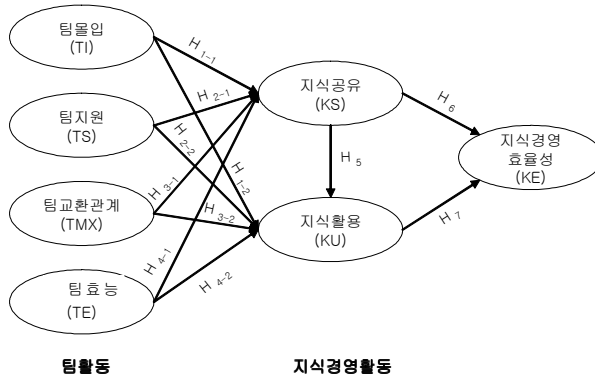 팀몰입
(TI)
팀지원
(TS)
팀교환관계
(TMX)
팀효능
(TE)
H1-1
H2-1
H2-2
H1-2
H3-1
H3-2
H4-1
H4-2
지식공유
(KS)
H5
지식활용
(KU)
H6
H7
지식경영
효율성
(KE)
팀활동
지식경영활동